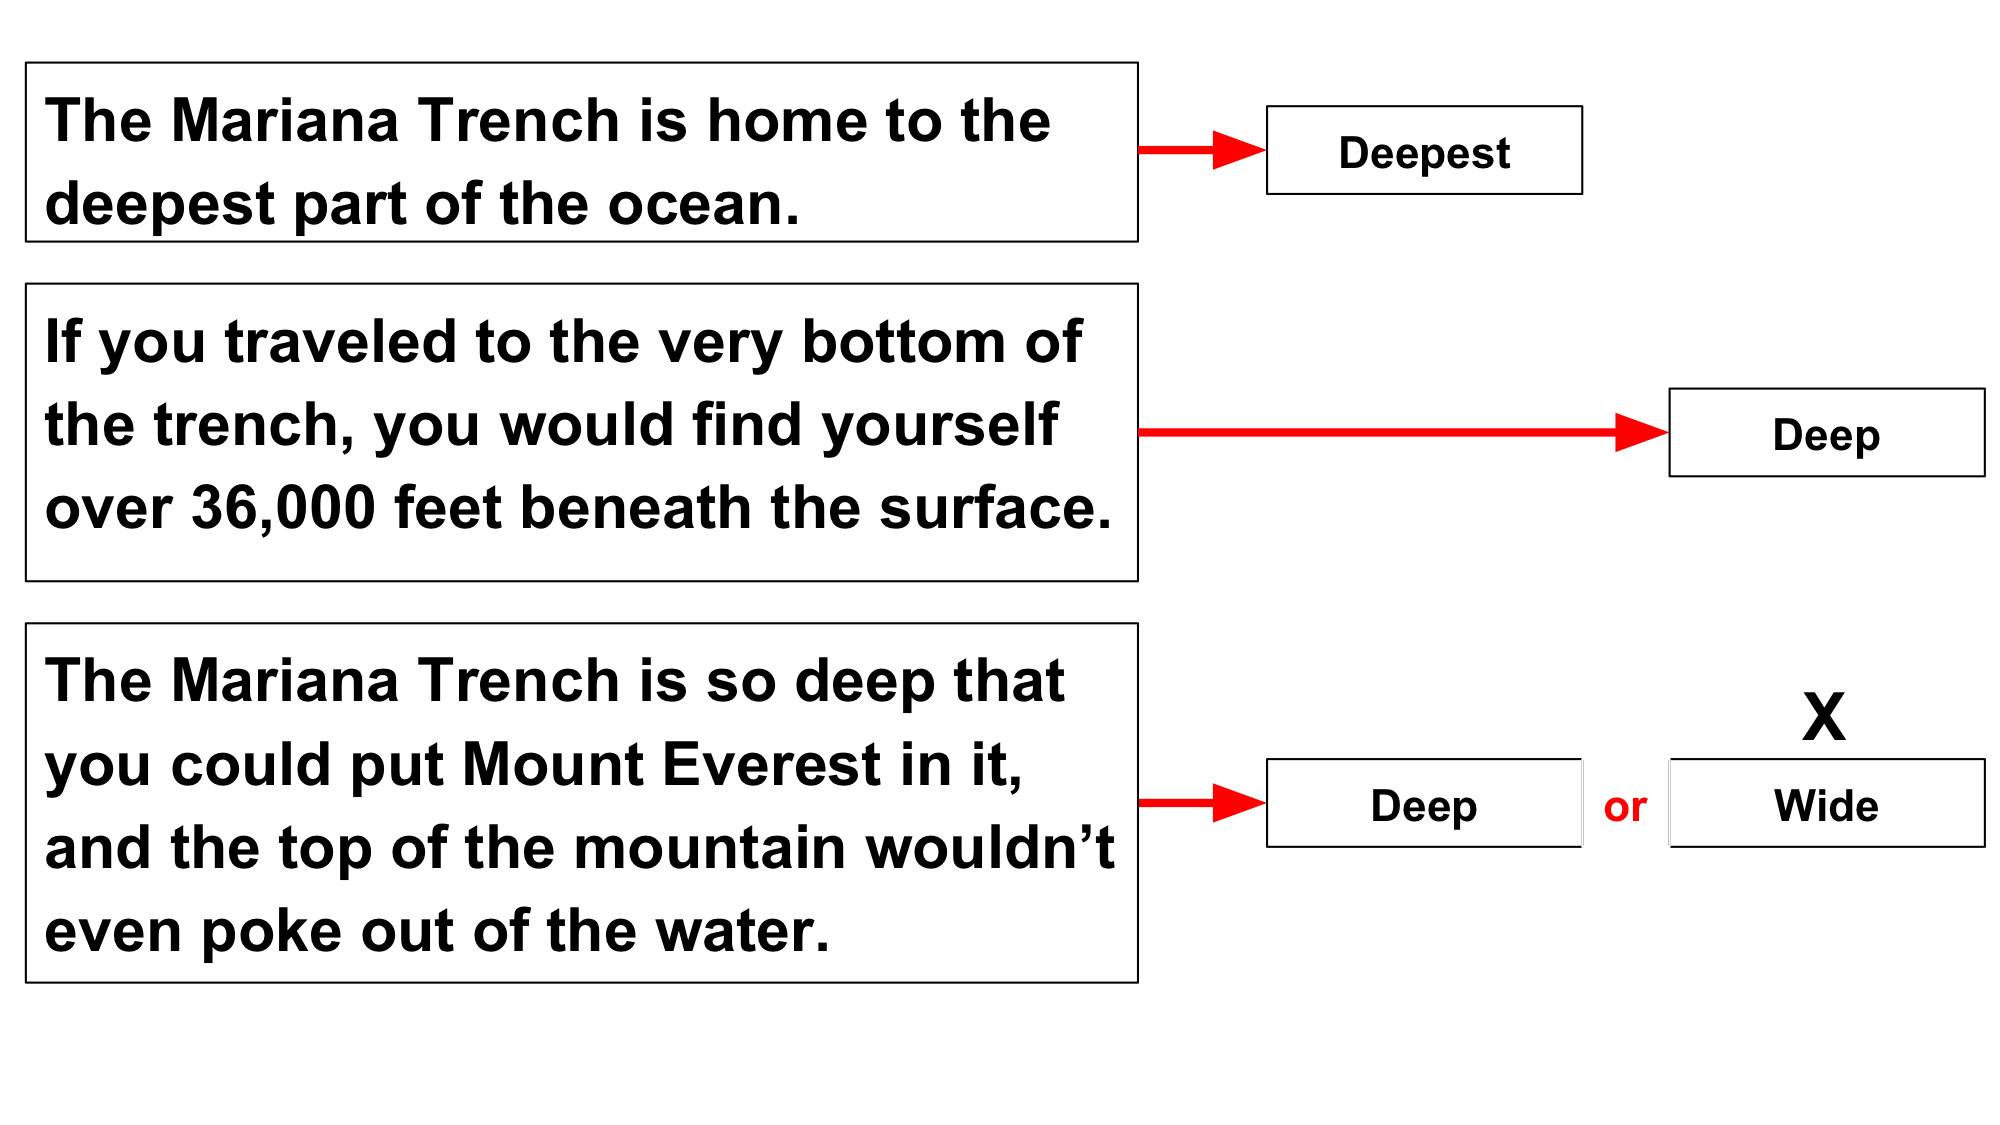 The Mariana Trench is home to the
deepest part of the ocean.
Deepest
If you traveled to the very bottom of
the trench, you would find yourself
over 36,000 feet beneath the surface.
Deep
The Mariana Trench is so deep that
you could put Mount Everest in it,
and the top of the mountain wouldn’t
even poke out of the water.
X
Deep or Wide